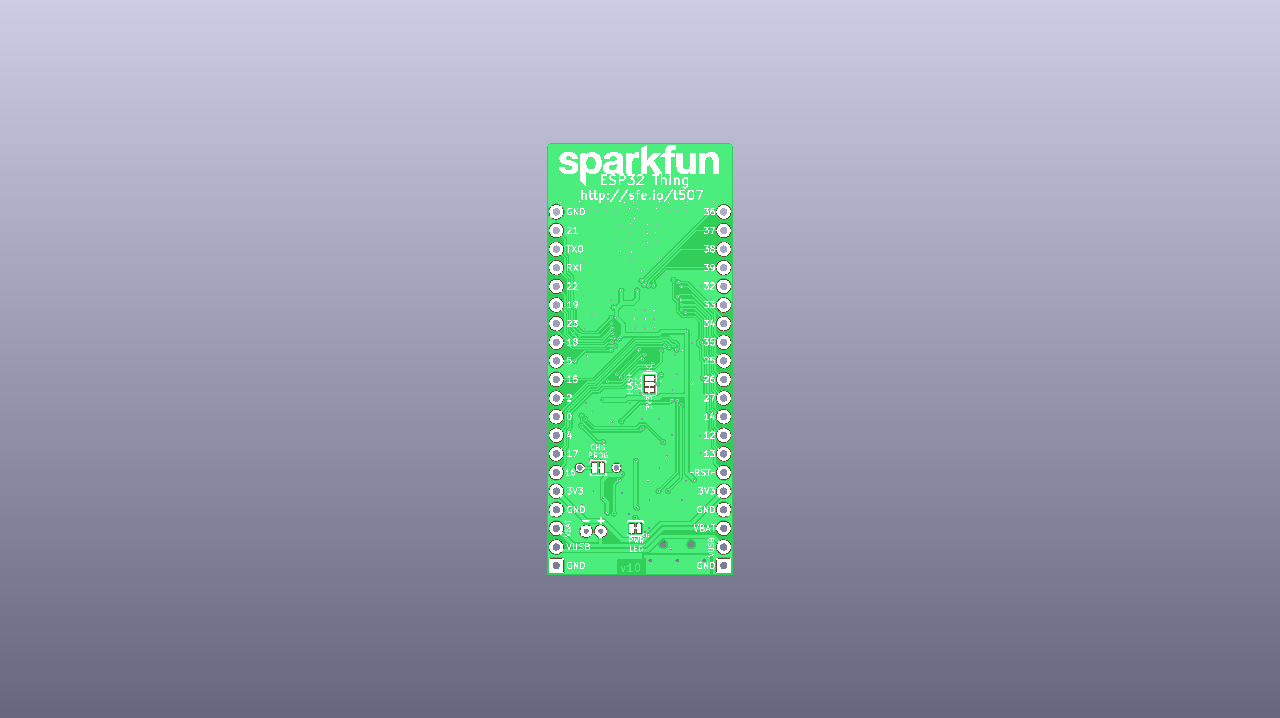 sparkfun
ESP32 Thing
http://sfe.io/t507
GND 36
21 37
TXO 38
RXI 39
22 32
19 33
23 34
18 35
5 25
15 26
2 27
0 14
4 12
17 13
CHG
PROG
16 ~RST~
3V3 3V3
GND GND
- +
VBAT VBAT
PWR
LED
VUSB VUSB
v10
GND GND